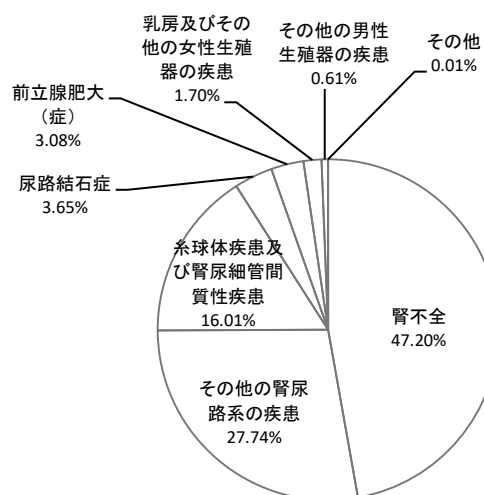 乳房及びその
他の女性生殖
器の疾患
1.70%
その他の男性
生殖器の疾患
0.61%
その他
0.01%
前立腺肥大
（症）
3.08%
尿路結石症
3.65%
糸球体疾患及
び腎尿細管間
質性疾患
16.01%
腎不全
47.20%
その他の腎尿
路系の疾患
27.74%